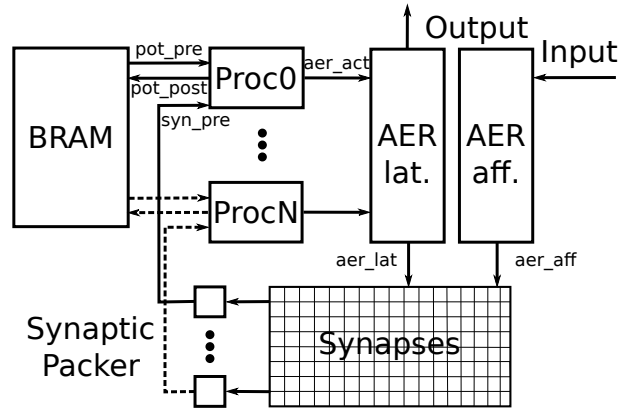 Output
Input
pot_pre
Proc0
aer_act
pot_post
syn_pre
BRAM
AER
lat.
AER
aff.
ProcN
aer_lat
aer_aff
Synaptic
Packer
Synapses